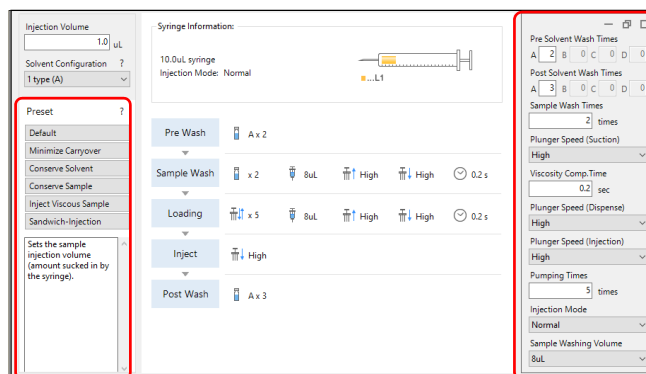 Injection Volume
1.0 uL
Solvent Configuration ?
1 type (A)
Preset ?
Default
Minimize Carryover
Conserve Solvent
Conserve Sample
Inject Viscous Sample
Sandwich-Injection
Sets the sample
injection volume
(amount sucked in by
the syringe).
Syringe Information:
10.0uL syringe
Injection Mode: Normal
...L1
Pre Wash A x 2
Sample Wash x 2 8uL High High 0.2 s
Loading x 5 8uL High High 0.2 s
Inject High
Post Wash A x 3
Pre Solvent Wash Times
A 2 B 0 C 0 D 0
Post Solvent Wash Times
A 3 B 0 C 0 D 0
Sample Wash Times
2 times
Plunger Speed (Suction)
High
Viscosity Comp.Time
0.2 sec
Plunger Speed (Dispense)
High
Plunger Speed (Injection)
High
Pumping Times
5 times
Injection Mode
Normal
Sample Washing Volume
8uL